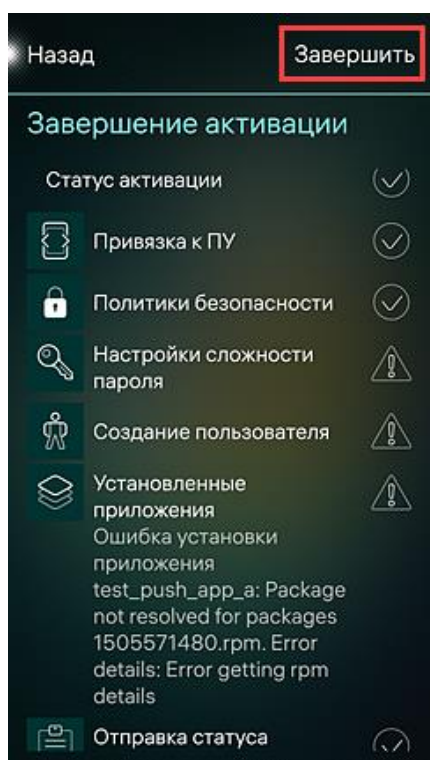 Назад
Завершить
Завершение активации
Статус активации
Привязка к ПУ
Политики безопасности
Настройки сложности
пароля
Создание пользователя
Установленные
приложения
Ошибка установки
приложения
test_push_app_a: Package
not resolved for packages
1505571480.rpm. Error
details: Error getting rpm
details
Отправка статуса